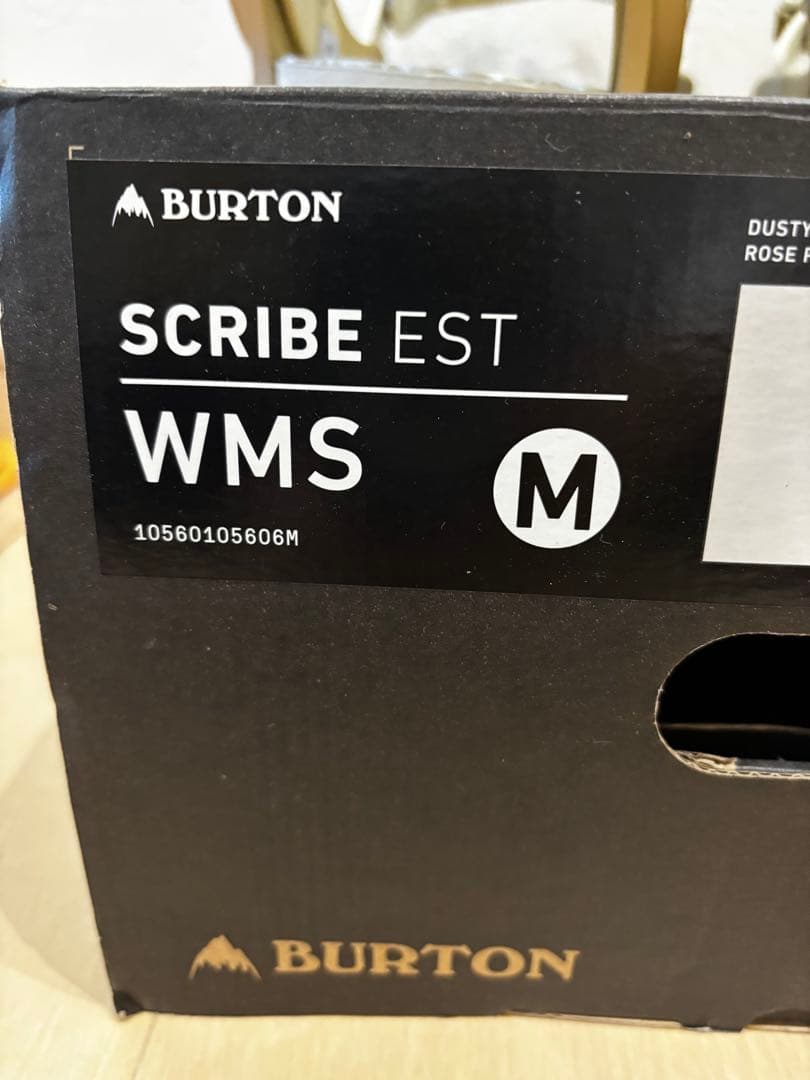 BURTON
DUSTY
ROSE
SCRIBE EST
WMS
M
10560105606M
BURTON